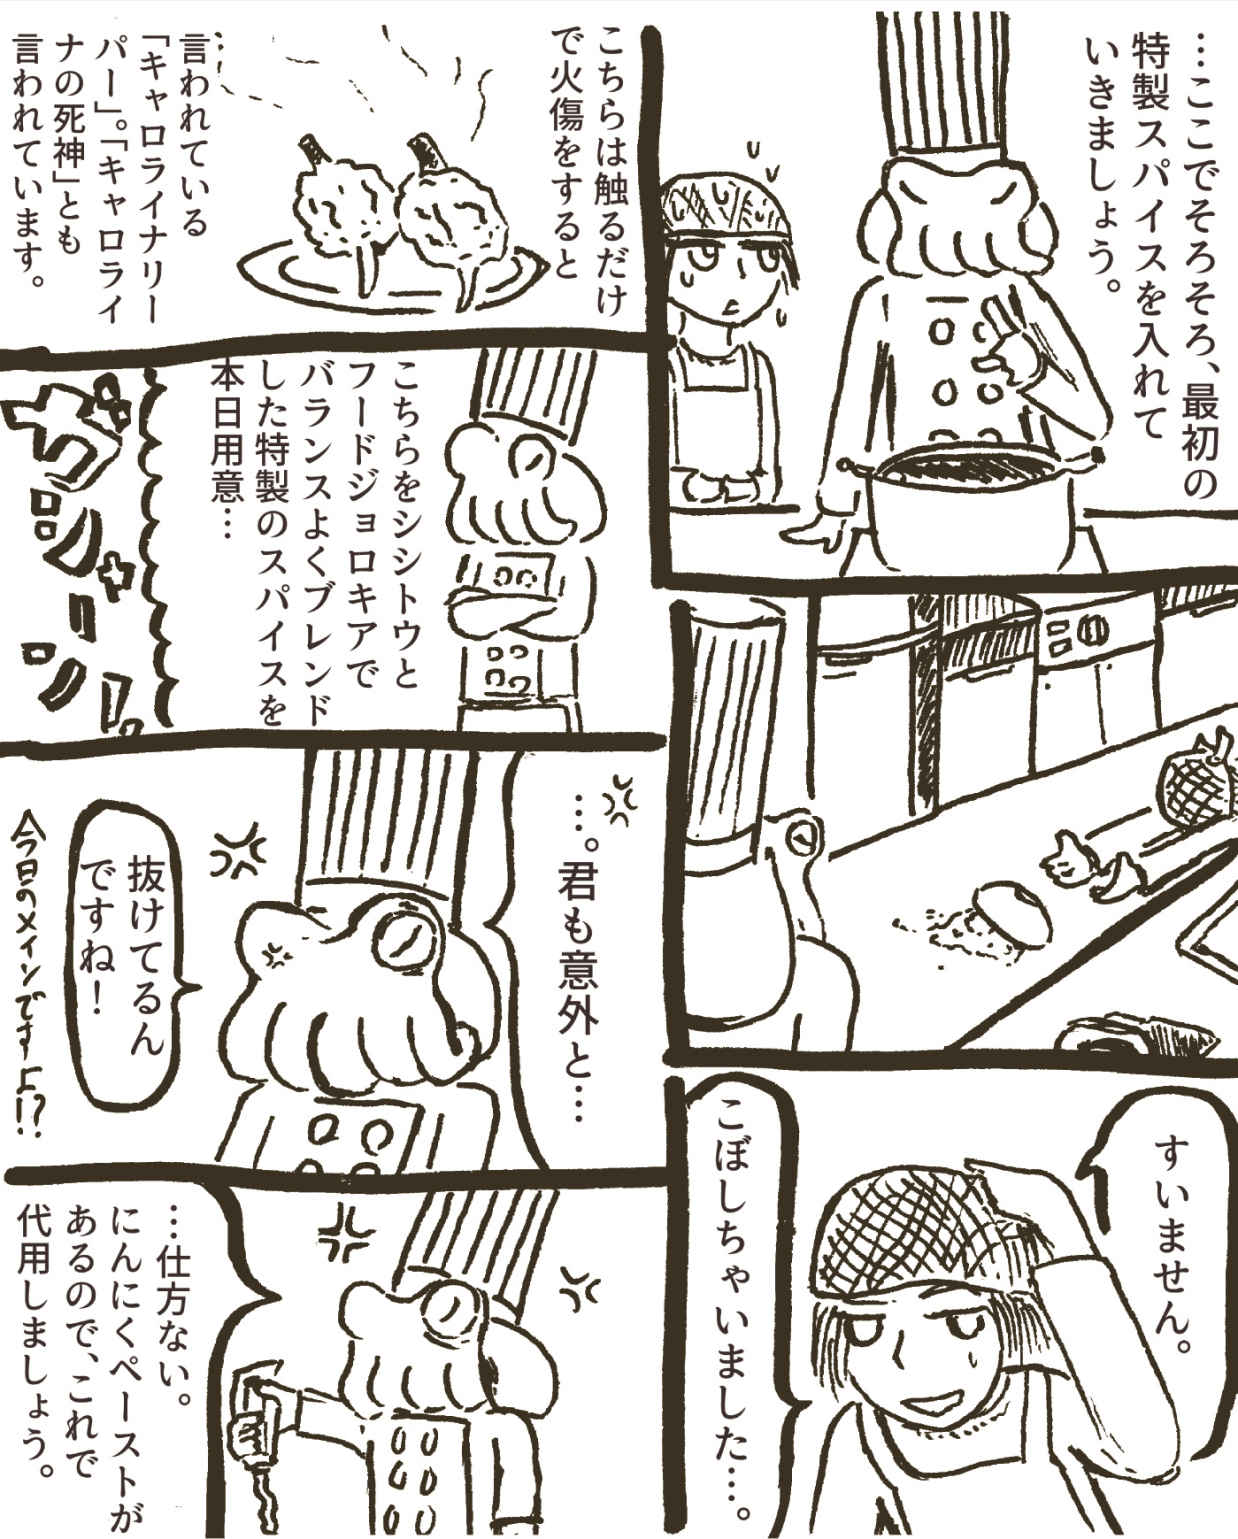 …ここでそろそろ、最初の
特製スパイスを入れて
いきましょう。
こちらは触るだけ
で火傷をすると
言われている
「キャロライナリー
パー」。「キャロライ
ナの死神」とも
言われています。
こちらをシシトウと
フードジョロキアで
バランスよくブレンド
した特製のスパイスを
本日用意…
ガシャーン!!
すいません。
こぼしちゃいました…。
…。君も意外と…
抜けてるん
ですね!
今日のメインですよ!?
…仕方ない。
にんにくペーストが
あるので、これで
代用しましょう。